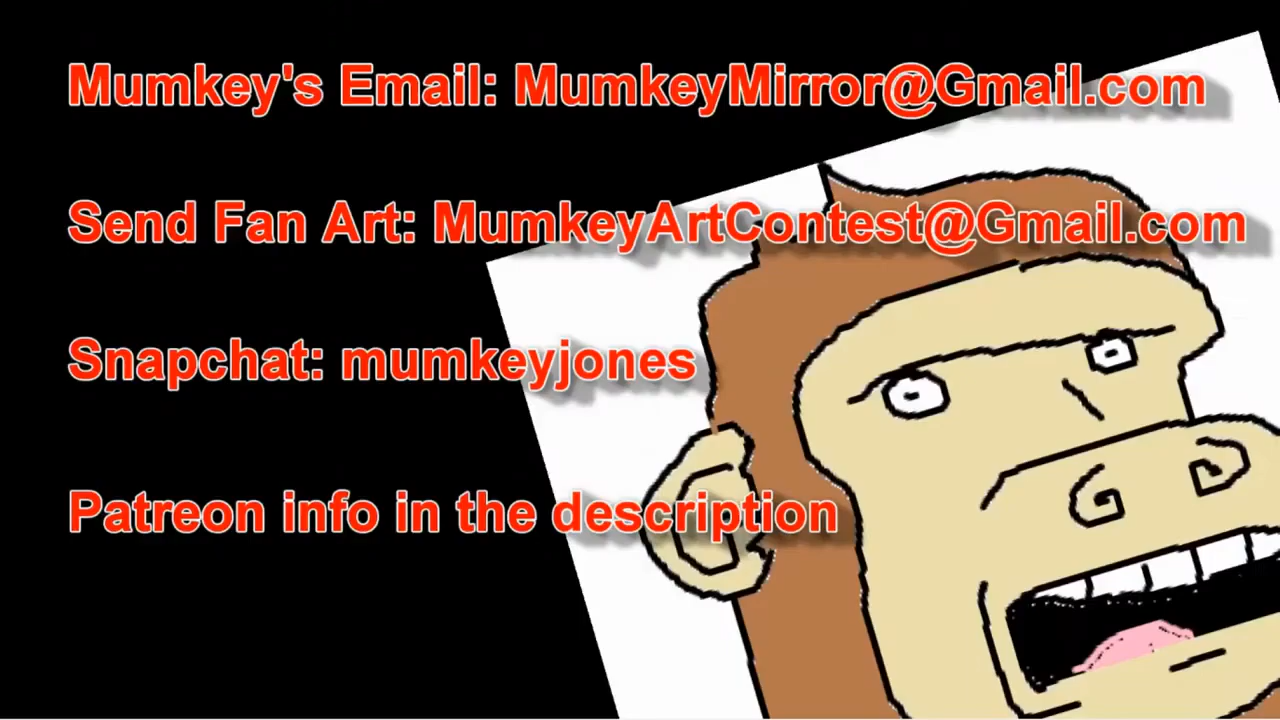 Mumkey's Email: MumkeyMirror@Gmail.com
Send Fan Art: MumkeyArtContest@Gmail.com
Snapchat: mumkeyjones
Patreon info in the description